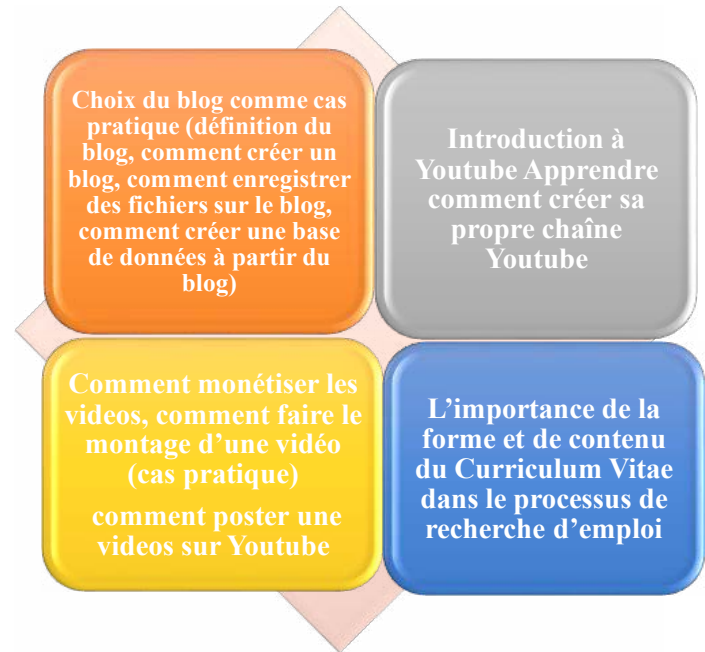 Choix du blog comme cas
pratique (définition du
blog, comment créer un
blog, comment enregistrer
des fichiers sur le blog,
comment créer une base
de données à partir du
blog)
Introduction à
Youtube Apprendre
comment créer sa
propre chaîne
Youtube
Comment monétiser les
videos, comment faire le
montage d’une vidéo
(cas pratique)
comment poster une
videos sur Youtube
L’importance de la
forme et de contenu
du Curriculum Vitae
dans le processus de
recherche d’emploi